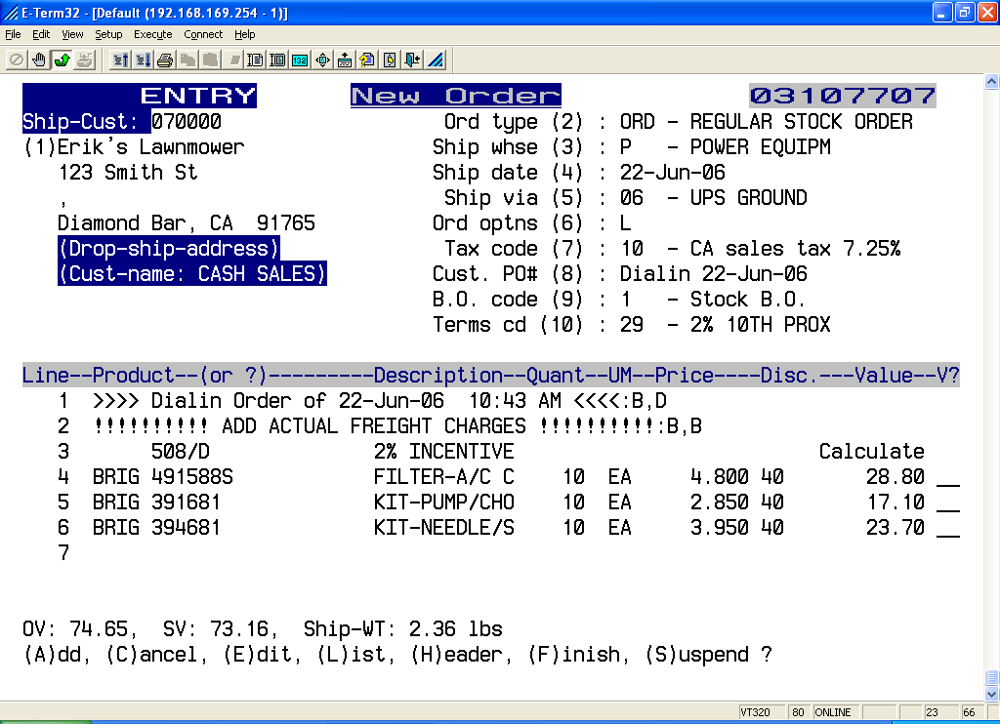 E-Term32 - [Default (192.168.169.254 - 1)]
File Edit View Setup Execute Connect Help
132
ENTRY New Order 03107707
Ship-Cust: 070000 Ord type (2) : ORD - REGULAR STOCK ORDER
(1)Erik's Lawnmower Ship whse (3) : P - POWER EQUIPM
123 Smith St Ship date (4) : 22-Jun-06
, Ship via (5) : 06 - UPS GROUND
Diamond Bar, CA 91765 Ord optns (6) : L
(Drop-ship-address) Tax code (7) : 10 - CA sales tax 7.25%
(Cust-name: CASH SALES) Cust. PO# (8) : Dialin 22-Jun-06
B.O. code (9) : 1 - Stock B.O.
Terms cd (10) : 29 - 2% 10TH PROX
Line--Product--(or ?)---------Description--Quant--UM--Price----Disc.---Value--V?
1 >>>> Dialin Order of 22-Jun-06 10:43 AM <<<<:B,D
2 !!!!!!!!!! ADD ACTUAL FREIGHT CHARGES !!!!!!!!!!:B,B
3 508/D 2% INCENTIVE Calculate
4 BRIG 491588S FILTER-A/C C 10 EA 4.800 40 28.80 __
5 BRIG 391681 KIT-PUMP/CHO 10 EA 2.850 40 17.10 __
6 BRIG 394681 KIT-NEEDLE/S 10 EA 3.950 40 23.70 __
7
OV: 74.65, SV: 73.16, Ship-WT: 2.36 lbs
(A)dd, (C)ancel, (E)dit, (L)ist, (H)eader, (F)inish, (S)uspend ?
VT320 80 ONLINE 23 66